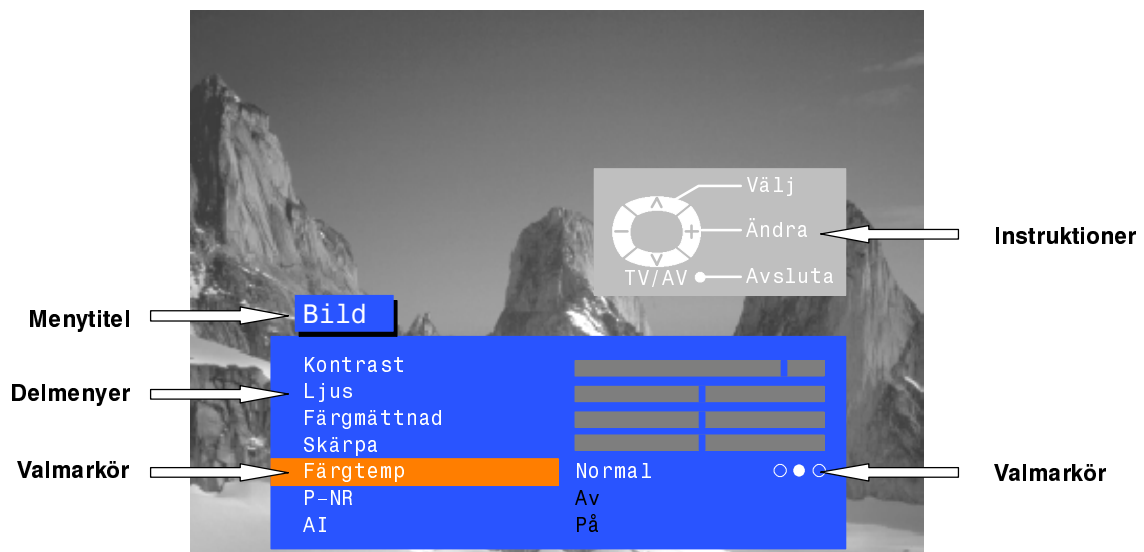 Välj
Ändra
TV/AV
Avsluta
Instruktioner
Menytitel
Bild
Kontrast
Delmenyer
Ljus
Färgmättnad
Skärpa
Valmarkör
Färgtemp
Normal
Valmarkör
P-NR
Av
AI
På